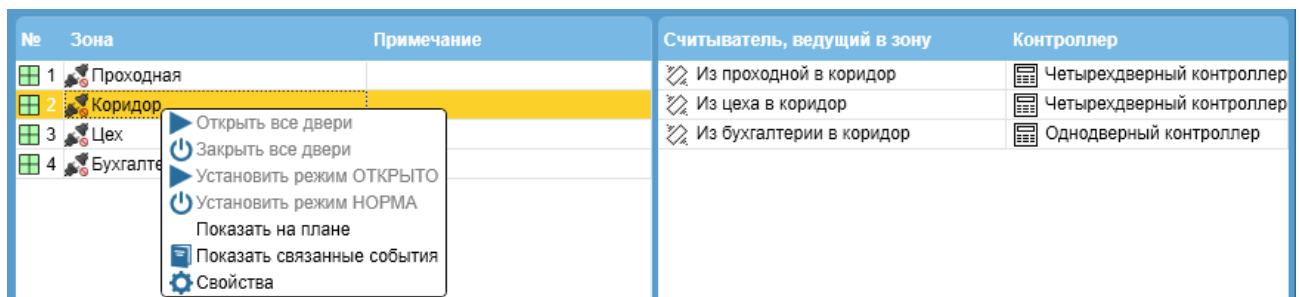 № Зона Примечание Считыватель, ведущий в зону Контроллер
1 Проходная Из проходной в коридор Четырехдверный контроллер
2 Коридор Из цеха в коридор Четырехдверный контроллер
3 Цех Из бухгалтерии в коридор Однодверный контроллер
4 Бухгалте
Открыть все двери
Закрыть все двери
Установить режим ОТКРЫТО
Установить режим НОРМА
Показать на плане
Показать связанные события
Свойства